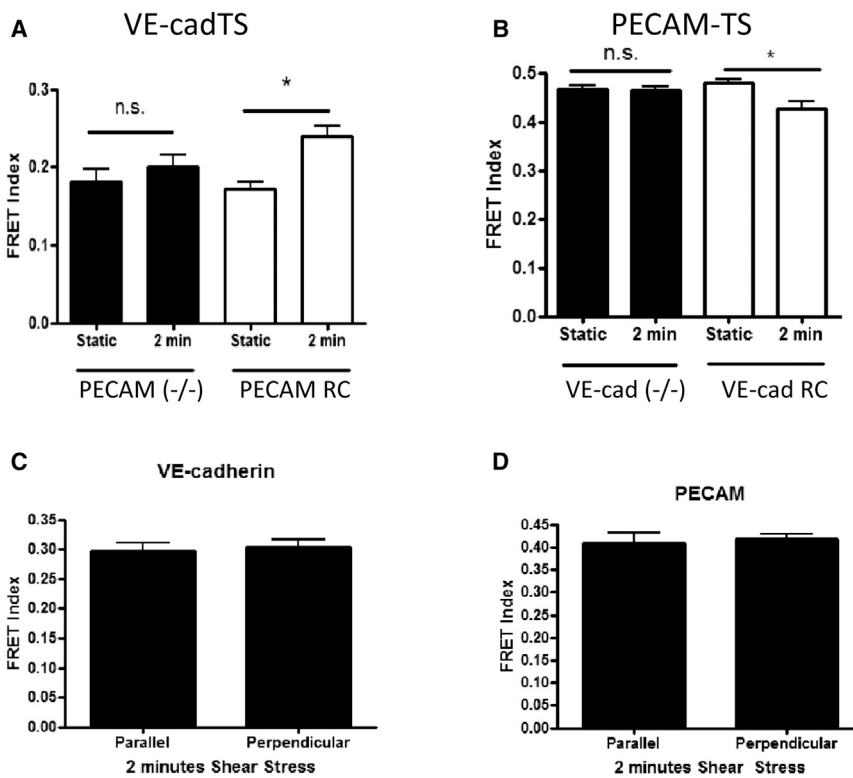 A
VE-cadTS
n.s.
*
FRET Index
0.3
0.2
0.1
0.0
Static
2 min
Static
2 min
PECAM (-/-)
PECAM RC
B
PECAM-TS
n.s.
*
FRET Index
0.5
0.4
0.3
0.2
0.1
0.0
Static
2 min
Static
2 min
VE-cad (-/-)
VE-cad RC
C
VE-cadherin
FRET Index
0.35
0.30
0.25
0.20
0.15
0.10
0.05
0.00
Parallel
Perpendicular
2 minutes Shear Stress
D
PECAM
FRET Index
0.45
0.40
0.35
0.30
0.25
0.20
0.15
0.10
0.05
0.00
Parallel
Perpendicular
2 minutes Shear Stress